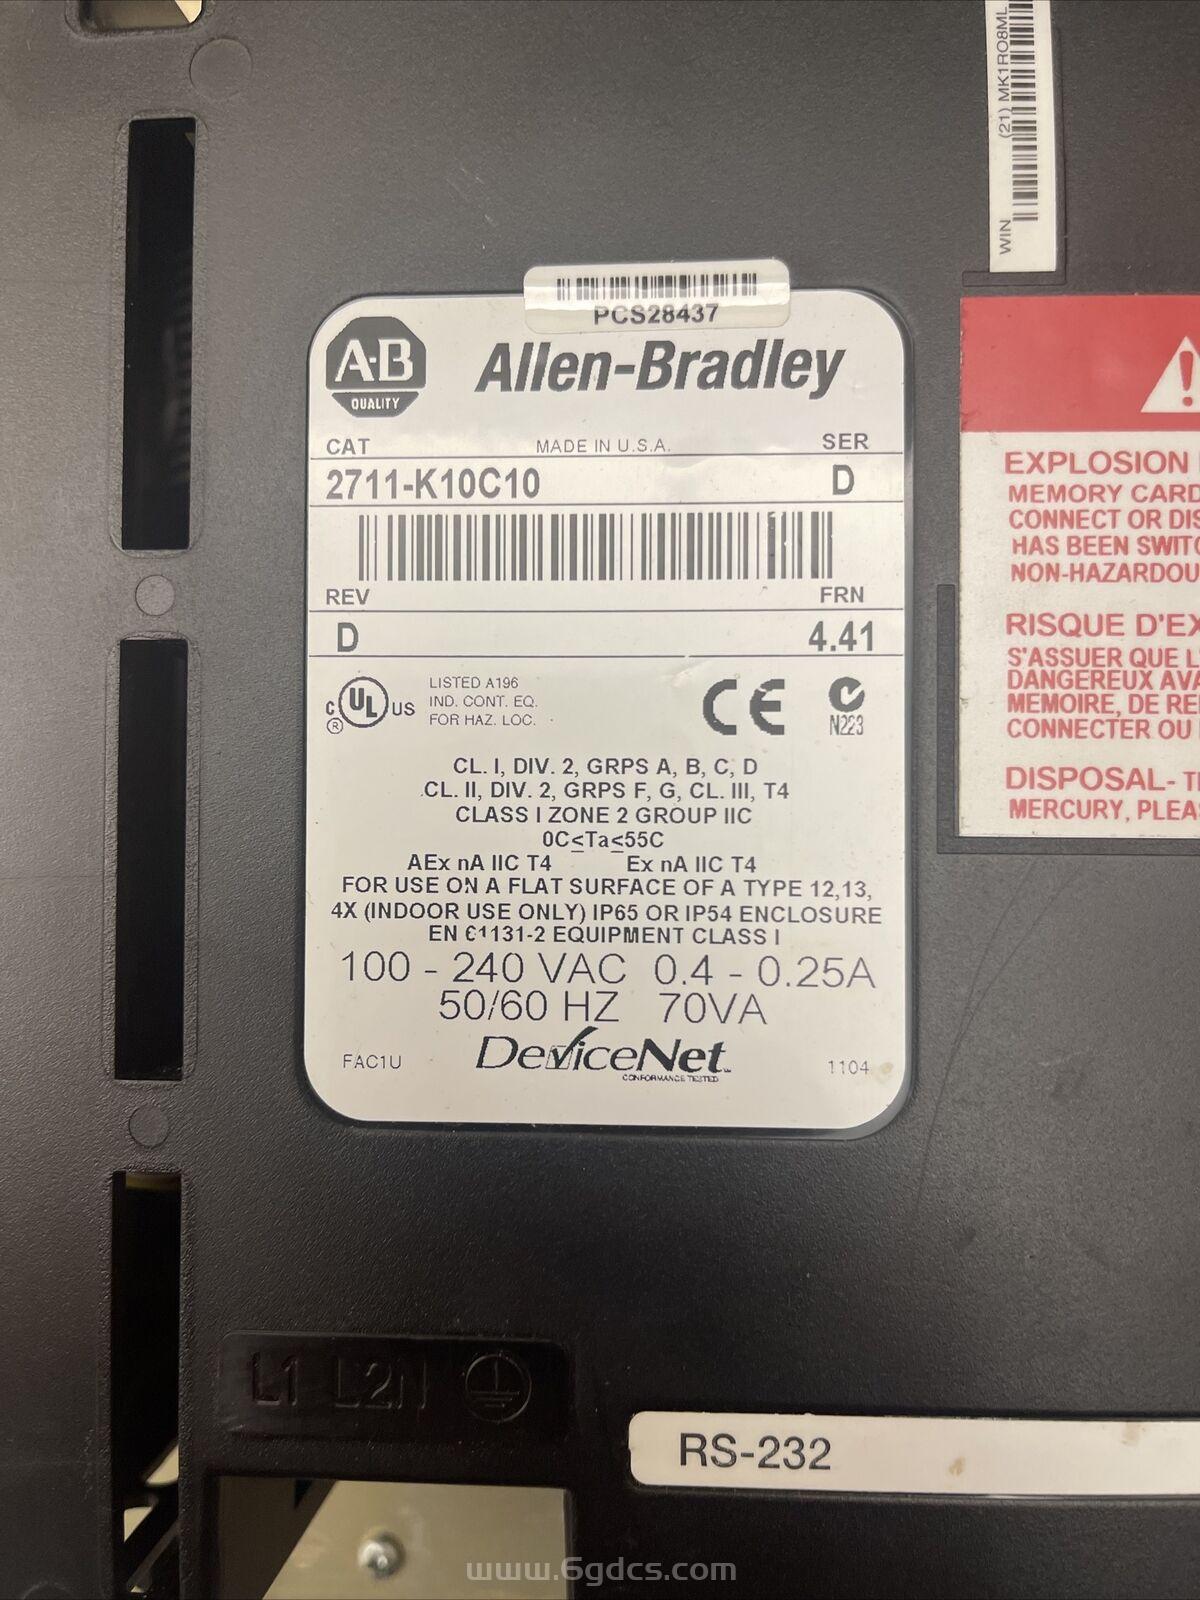 WIN (21) MK1RO8ML
PCS28437
A-B
QUALITY
Allen-Bradley
CAT MADE IN U.S.A. SER
2711-K10C10 D
REV FRN
D 4.41
C UL US
®
LISTED A196
IND. CONT. EQ.
FOR HAZ. LOC.
CE
N223
CL. I, DIV. 2, GRPS A, B, C, D
CL. II, DIV. 2, GRPS F, G, CL. III, T4
CLASS I ZONE 2 GROUP IIC
0C≤Ta≤55C
AEx nA IIC T4 Ex nA IIC T4
FOR USE ON A FLAT SURFACE OF A TYPE 12,13,
4X (INDOOR USE ONLY) IP65 OR IP54 ENCLOSURE
EN 61131-2 EQUIPMENT CLASS I
100 - 240 VAC 0.4 - 0.25A
50/60 HZ 70VA
FAC1U DeviceNet 1104
CONFORMANCE TESTED
EXPLOSION
MEMORY CARD
CONNECT OR DIS
HAS BEEN SWITC
NON-HAZARDOU
RISQUE D'EX
S'ASSUER QUE L'
DANGEREUX AVA
MEMOIRE, DE RE
CONNECTER OU
DISPOSAL-
MERCURY, PLEA
L1 L2N
RS-232
www.6gdcs.com